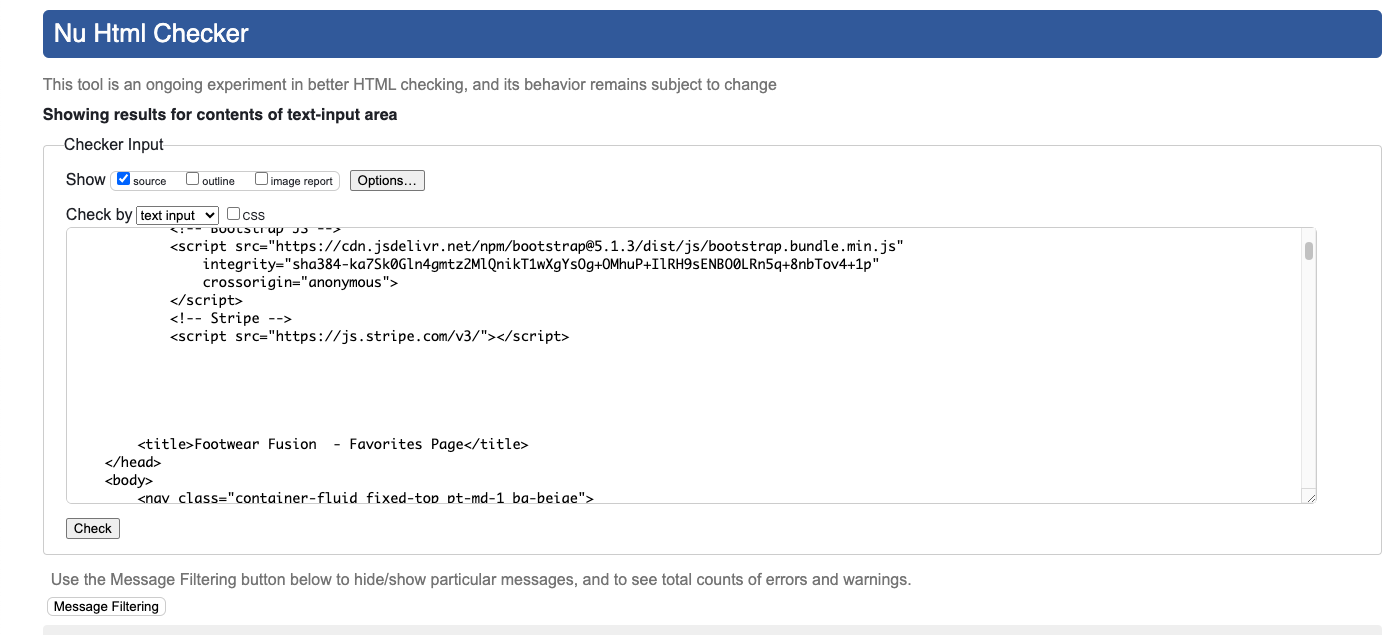 Nu Html Checker
This tool is an ongoing experiment in better HTML checking, and its behavior remains subject to change
Showing results for contents of text-input area
Checker Input
Show source outline image report Options...
Check by text input CSS
<!-- Bootstrap JS -->
<script src="https://cdn.jsdelivr.net/npm/bootstrap@5.1.3/dist/js/bootstrap.bundle.min.js"
integrity="sha384-ka7Sk0Gln4gmtz2MlQnikT1wXgYsOg+OMhuP+IlRH9sENBO0LRn5q+8nbTov4+1p"
crossorigin="anonymous">
</script>
<!-- Stripe -->
<script src="https://js.stripe.com/v3/"></script>
<title>Footwear Fusion  - Favorites Page</title>
</head>
<body>
<nav class="container-fluid fixed-top pt-md-1 bg-beige">
Check
Use the Message Filtering button below to hide/show particular messages, and to see total counts of errors and warnings.
Message Filtering